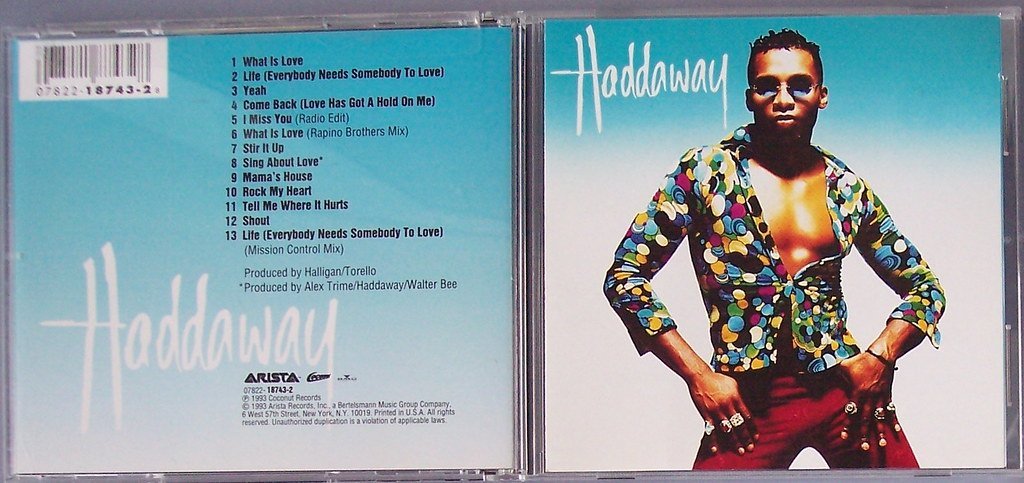 07822-18743-2 8
1 What Is Love
2 Life (Everybody Needs Somebody To Love)
3 Yeah
4 Come Back (Love Has Got A Hold On Me)
5 I Miss You (Radio Edit)
6 What Is Love (Rapino Brothers Mix)
7 Stir It Up
8 Sing About Love*
9 Mama's House
10 Rock My Heart
11 Tell Me Where It Hurts
12 Shout
13 Life (Everybody Needs Somebody To Love)
(Mission Control Mix)
Produced by Halligan/Torello
*Produced by Alex Trime/Haddaway/Walter Bee
Haddaway
ARISTA
BMG
07822-18743-2
℗ 1993 Coconut Records
© 1993 Arista Records, Inc., a Bertelsmann Music Group Company,
6 West 57th Street, New York, N.Y. 10019. Printed in U.S.A. All rights
reserved. Unauthorized duplication is a violation of applicable laws.
Haddaway